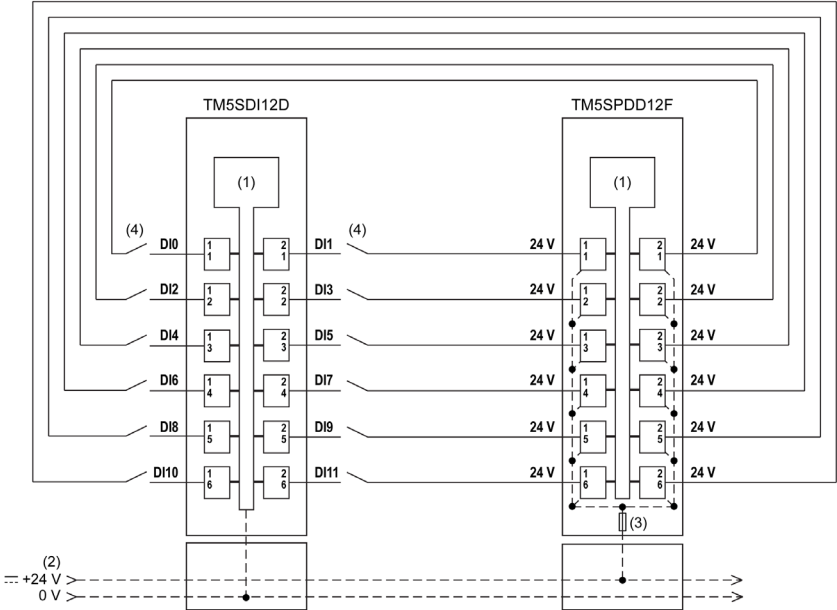 TM5SDI12D TM5SPDD12F
(1) (1)
(4) DI0 1 1 2 1 DI1 (4) 24 V 1 1 2 1 24 V
DI2 1 2 2 2 DI3 24 V 1 2 2 2 24 V
DI4 1 3 2 3 DI5 24 V 1 3 2 3 24 V
DI6 1 4 2 4 DI7 24 V 1 4 2 4 24 V
DI8 1 5 2 5 DI9 24 V 1 5 2 5 24 V
DI10 1 6 2 6 DI11 24 V 1 6 2 6 24 V
(3)
(2)
+24 V
0 V